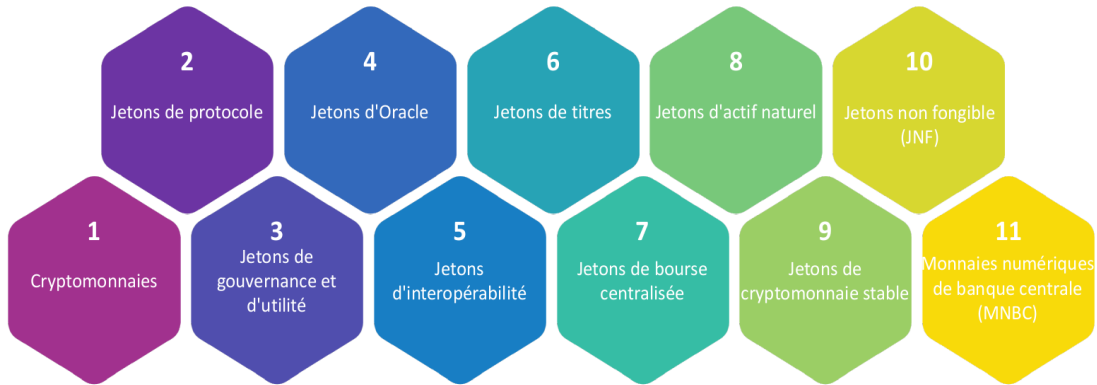 1
Cryptomonnaies
2
Jetons de protocole
3
Jetons de
gouvernance et
d'utilité
4
Jetons d'Oracle
5
Jetons
d'interopérabilité
6
Jetons de titres
7
Jetons de bourse
centralisée
8
Jetons d'actif naturel
9
Jetons de
cryptomonnaie stable
10
Jetons non fongible
(JNF)
11
Monnaies numériques
de banque centrale
(MNBC)